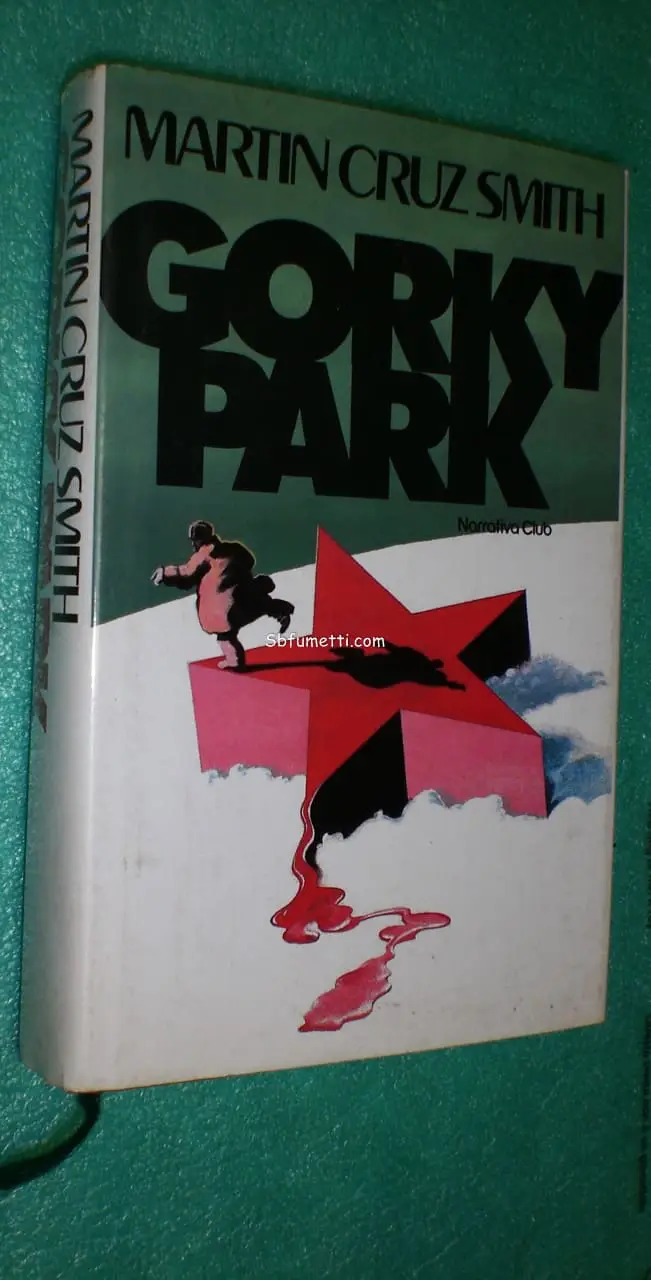 MARTIN CRUZ SMITH
GORKY
PARK
Narrativa Club
Sbfumetti.com
MARTIN CRUZ SMITH